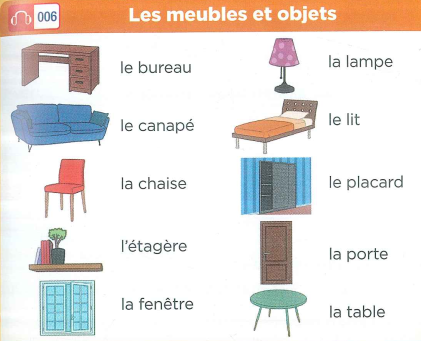 006
Les meubles et objets
le bureau
le canapé
la chaise
l'étagère
la fenêtre
la lampe
le lit
le placard
la porte
la table